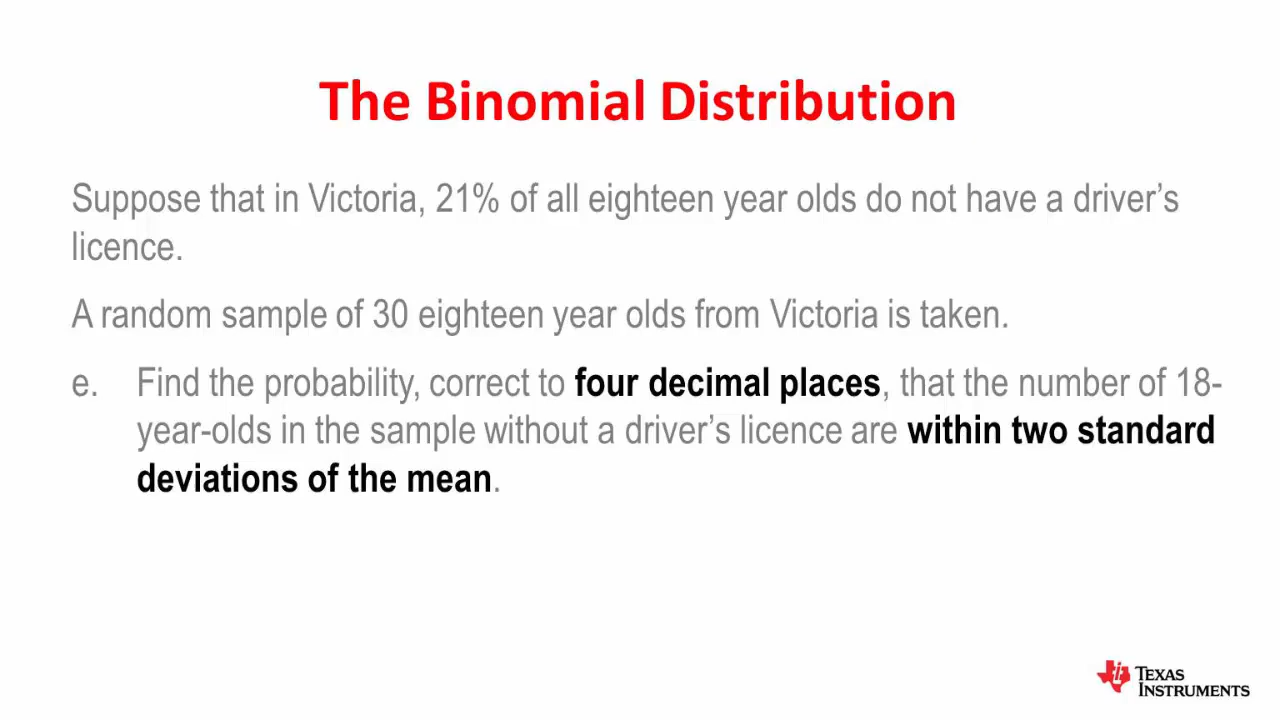 The Binomial Distribution
Suppose that in Victoria, 21% of all eighteen year olds do not have a driver’s
licence.
A random sample of 30 eighteen year olds from Victoria is taken.
e. Find the probability, correct to four decimal places, that the number of 18-
year-olds in the sample without a driver’s licence are within two standard
deviations of the mean.
TEXAS
INSTRUMENTS